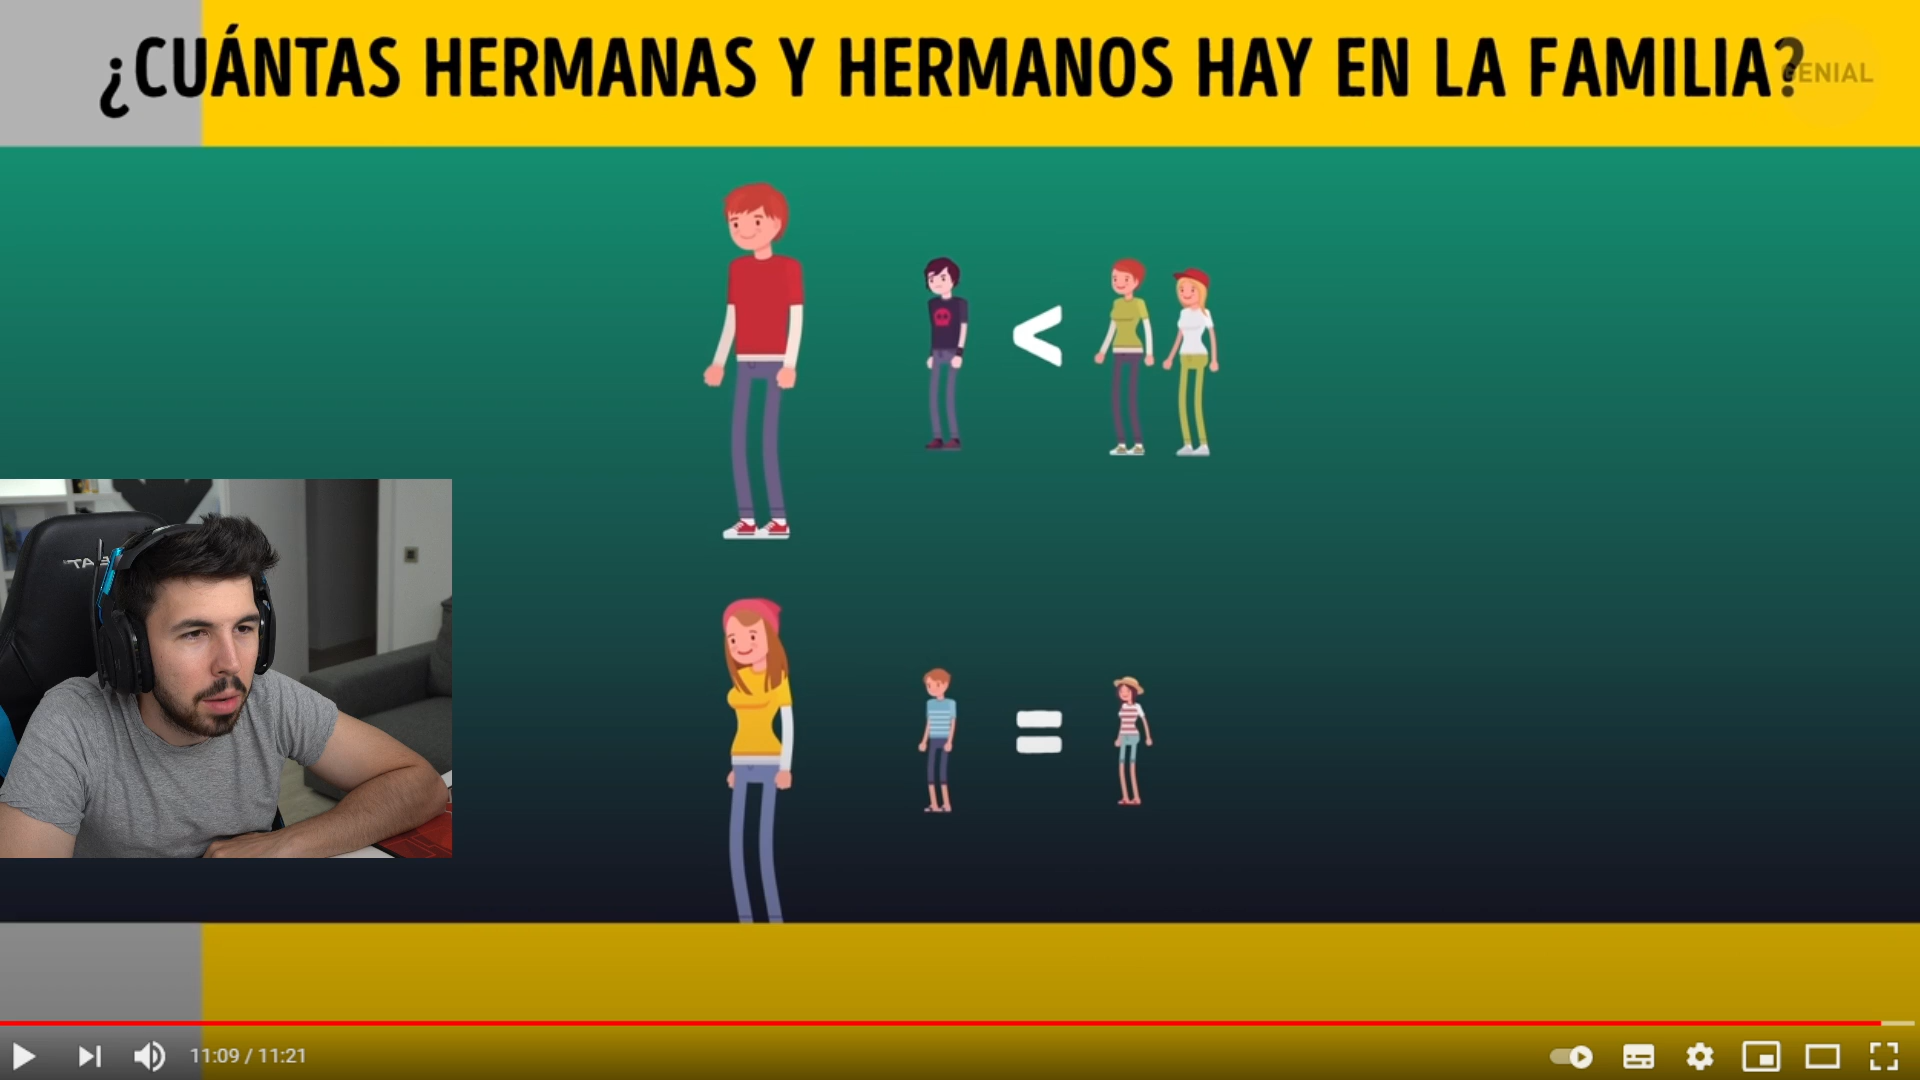 ¿CUÁNTAS HERMANAS Y HERMANOS HAY EN LA FAMILIA?
GENIAL
11:09 / 11:21